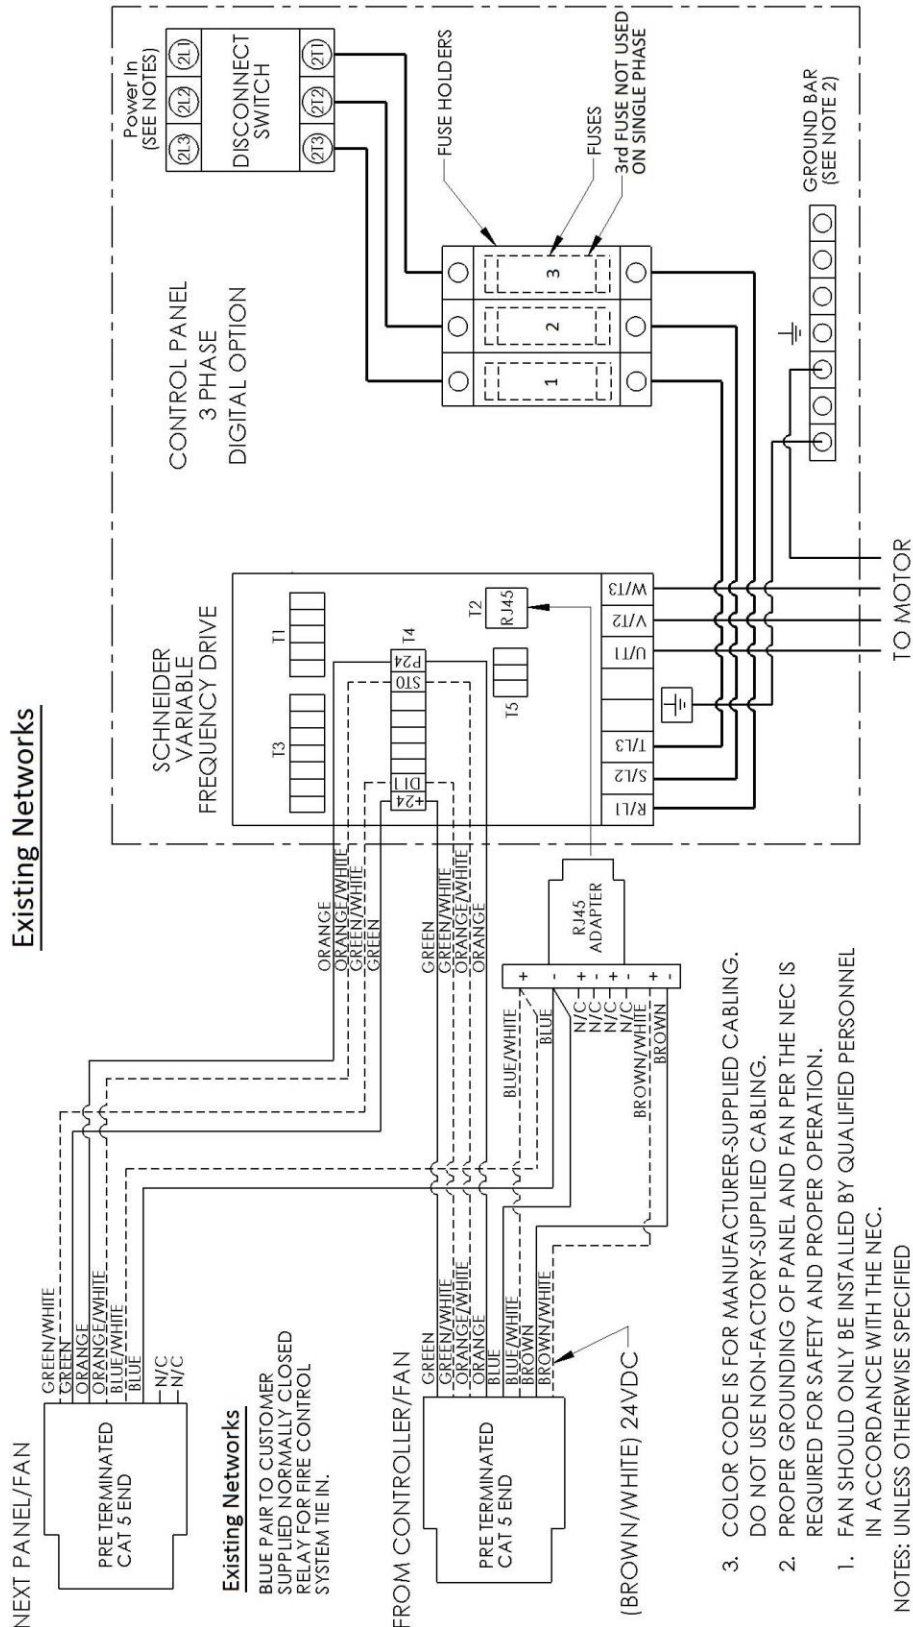 Existing Networks
NEXT PANEL/FAN
PRE TERMINATED
CAT 5 END
GREEN/WHITE
GREEN
ORANGE
ORANGE/WHITE
BLUE/WHITE
BLUE
N/C
N/C
Existing Networks
BLUE PAIR TO CUSTOMER
SUPPLIED NORMALLY CLOSED
RELAY FOR FIRE CONTROL
SYSTEM TIE IN.
FROM CONTROLLER/FAN
PRE TERMINATED
CAT 5 END
GREEN
GREEN/WHITE
ORANGE/WHITE
ORANGE
BLUE
BLUE/WHITE
BROWN
BROWN/WHITE
(BROWN/WHITE) 24VDC
ORANGE
ORANGE/WHITE
GREEN/WHITE
GREEN
GREEN
GREEN/WHITE
ORANGE/WHITE
ORANGE
BLUE/WHITE
BLUE
N/C
N/C
N/C
N/C
BROWN/WHITE
BROWN
+
-
+
-
+
-
+
-
RJ45
ADAPTER
SCHNEIDER
VARIABLE
FREQUENCY DRIVE
T3
T1
+24
DI1
ST0
P24
T4
T5
T2
RJ45
R/L1
S/L2
T/L3
U/T1
V/T2
W/T3
TO MOTOR
CONTROL PANEL
3 PHASE
DIGITAL OPTION
Power In
(SEE NOTES)
2L3
2L2
2L1
DISCONNECT
SWITCH
2T3
2T2
2T1
FUSE HOLDERS
1
2
3
FUSES
3rd FUSE NOT USED
ON SINGLE PHASE
GROUND BAR
(SEE NOTE 2)
3. COLOR CODE IS FOR MANUFACTURER-SUPPLIED CABLING.
DO NOT USE NON-FACTORY-SUPPLIED CABLING.
2. PROPER GROUNDING OF PANEL AND FAN PER THE NEC IS
REQUIRED FOR SAFETY AND PROPER OPERATION.
1. FAN SHOULD ONLY BE INSTALLED BY QUALIFIED PERSONNEL
IN ACCORDANCE WITH THE NEC.
NOTES: UNLESS OTHERWISE SPECIFIED